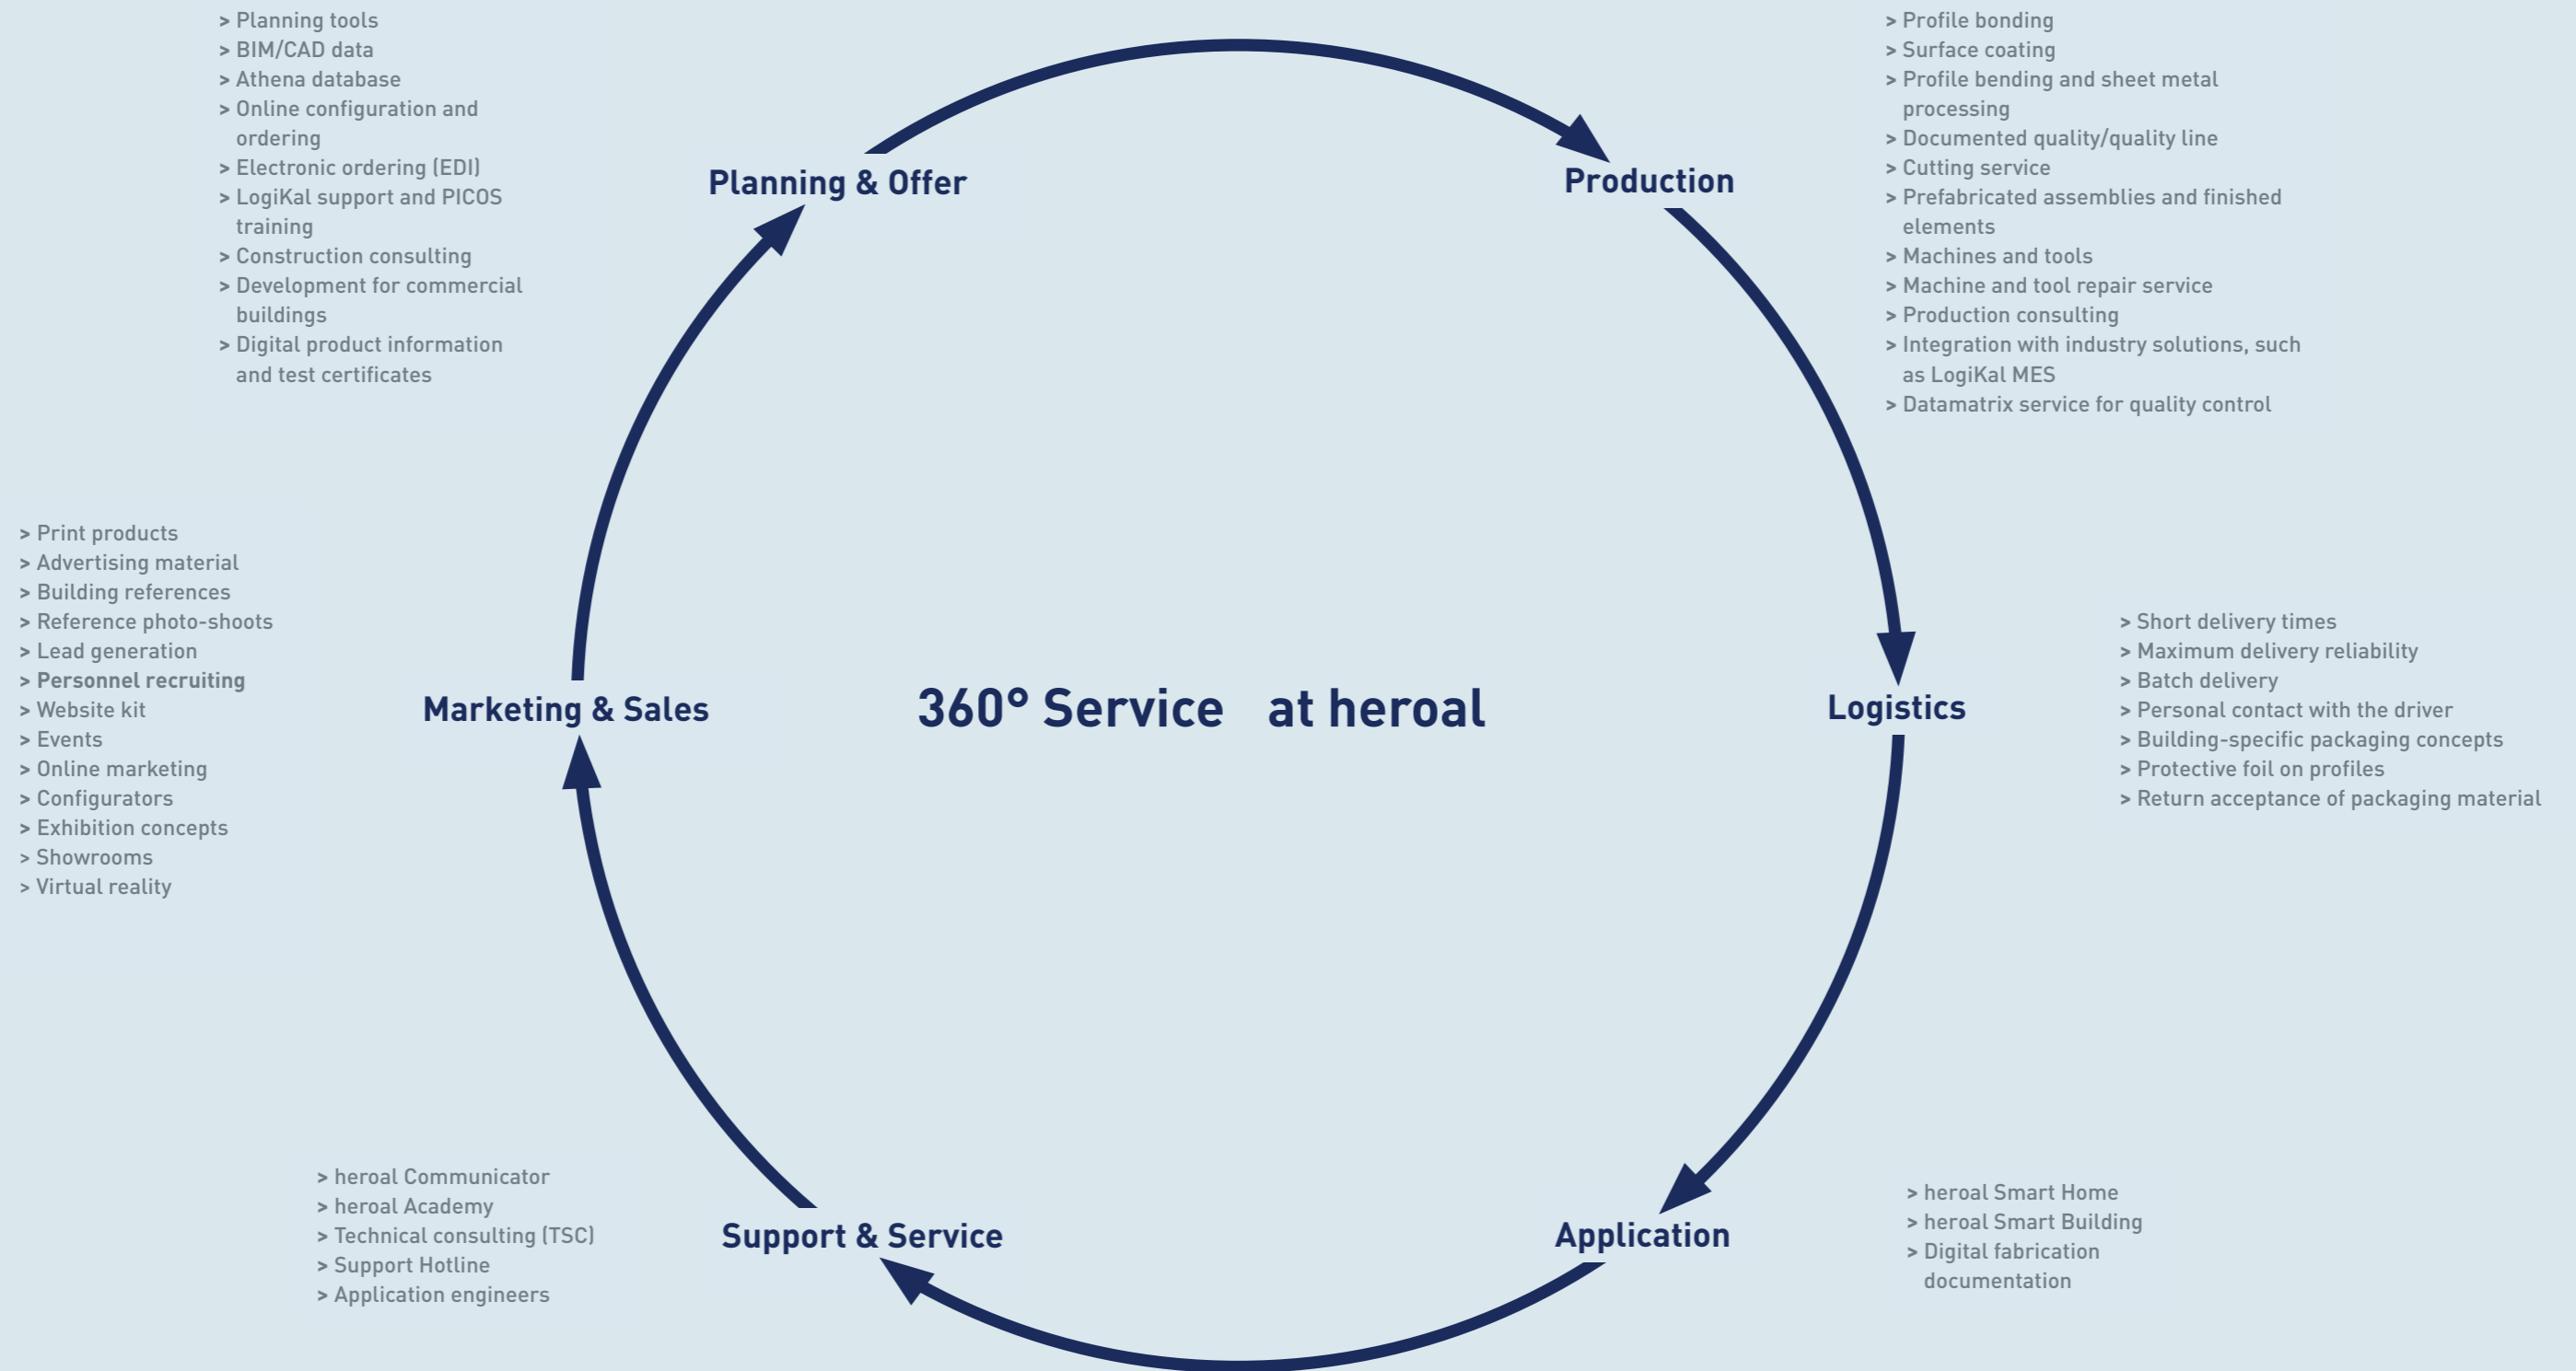 > Planning tools
> BIM/CAD data
> Athena database
> Online configuration and
ordering
> Electronic ordering (EDI)
> LogiKal support and PICOS
training
> Construction consulting
> Development for commercial
buildings
> Digital product information
and test certificates
Planning & Offer
Production
> Profile bonding
> Surface coating
> Profile bending and sheet metal
processing
> Documented quality/quality line
> Cutting service
> Prefabricated assemblies and finished
elements
> Machines and tools
> Machine and tool repair service
> Production consulting
> Integration with industry solutions, such
as LogiKal MES
> Datamatrix service for quality control
> Print products
> Advertising material
> Building references
> Reference photo-shoots
> Lead generation
> Personnel recruiting
> Website kit
> Events
> Online marketing
> Configurators
> Exhibition concepts
> Showrooms
> Virtual reality
Marketing & Sales
360° Service at heroal
Logistics
> Short delivery times
> Maximum delivery reliability
> Batch delivery
> Personal contact with the driver
> Building-specific packaging concepts
> Protective foil on profiles
> Return acceptance of packaging material
> heroal Communicator
> heroal Academy
> Technical consulting (TSC)
> Support Hotline
> Application engineers
Support & Service
Application
> heroal Smart Home
> heroal Smart Building
> Digital fabrication
documentation